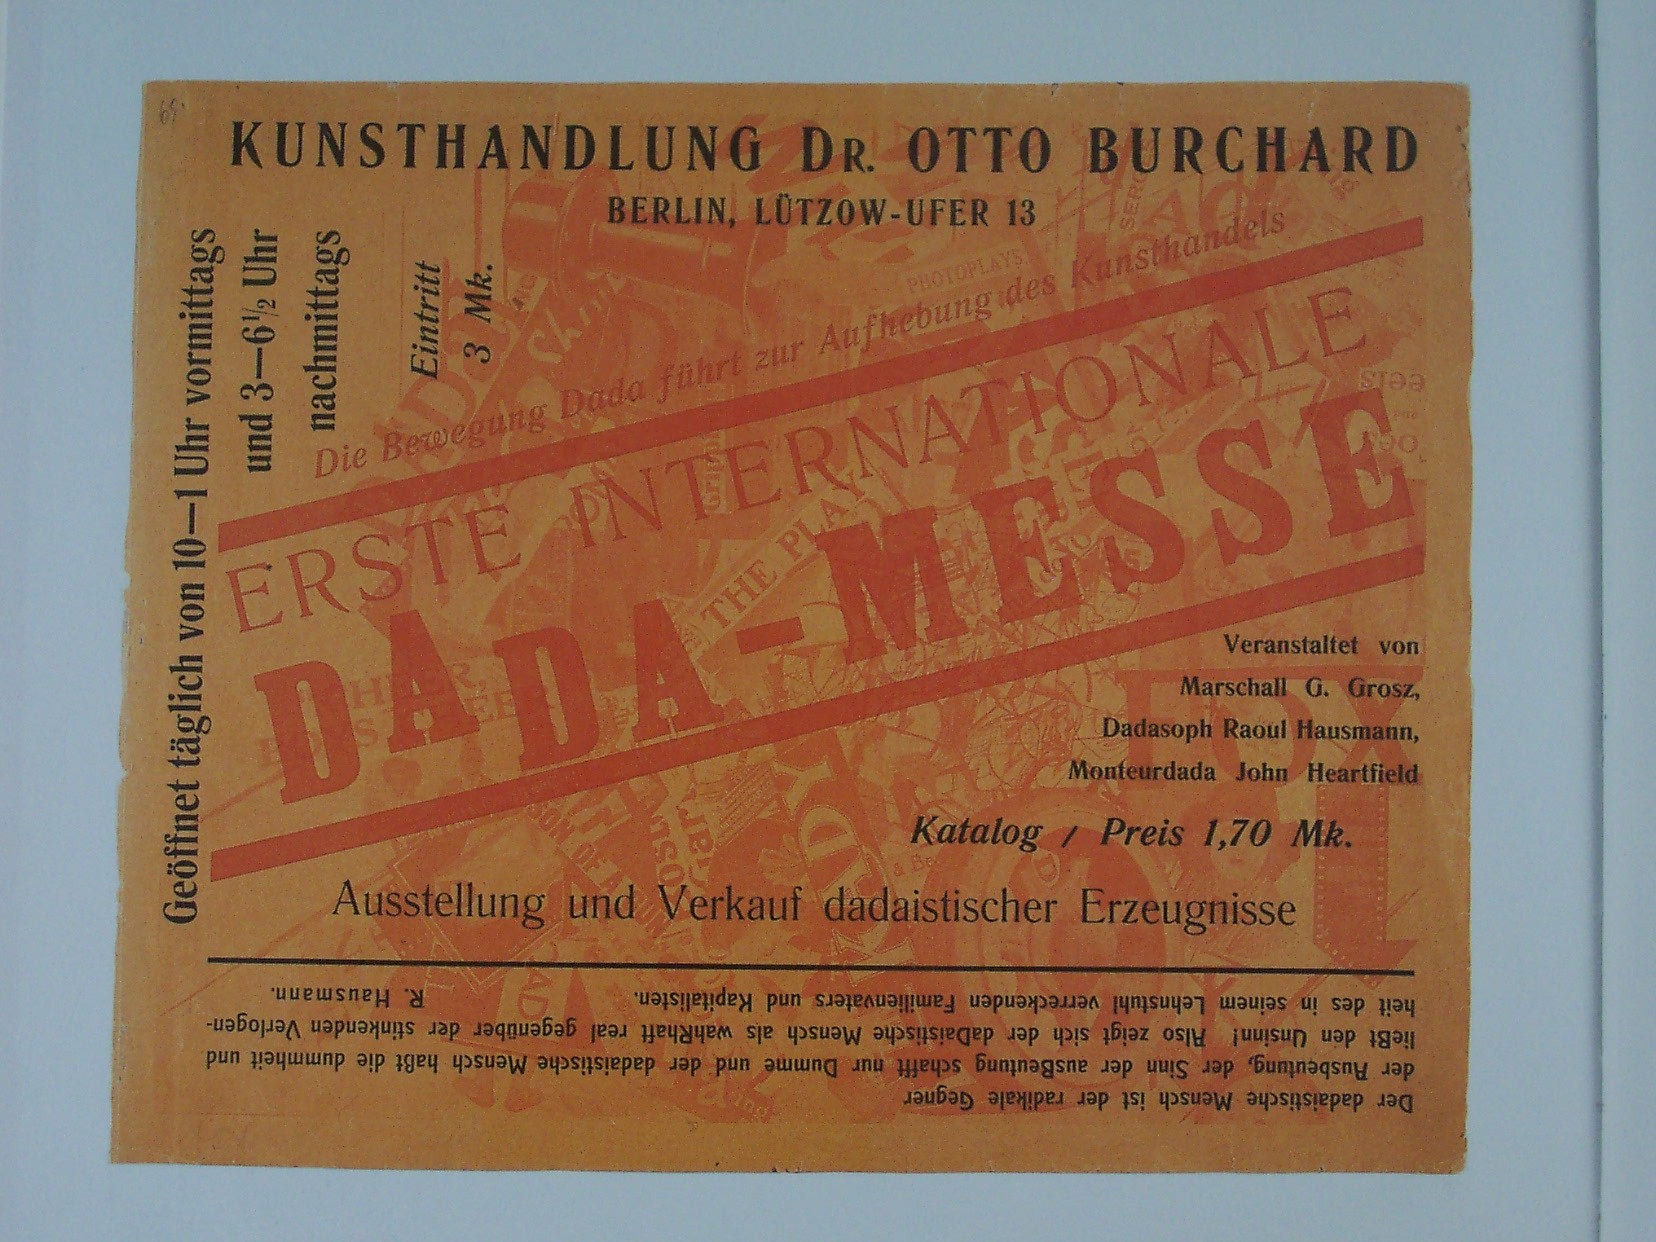 KUNSTHANDLUNG DR. OTTO BURCHARD
BERLIN, LÜTZOW-UFER 13
Geöffnet täglich von 10—1 Uhr vormittags
und 3—6½ Uhr
nachmittags
Eintritt
3 Mk.
Die Bewegung Dada führt zur Aufhebung des Kunsthandels
ERSTE INTERNATIONALE
DADA-MESSE
PHOTOPLAYS
THE PLAY
Veranstaltet von
Marschall G. Grosz,
Dadasoph Raoul Hausmann,
Monteurdada John Heartfield
Katalog / Preis 1,70 Mk.
Ausstellung und Verkauf dadaistischer Erzeugnisse
Der dadaistische Mensch ist der radikale Gegner
der Ausbeutung, der Sinn der ausBeutung schafft nur Dumme und der dadaistische Mensch haßt die dummheit und
ließt den Unsinn! Also zeigt sich der daDaistische Mensch als wahRhaft real gegenüber der stinkenden Verlogen-
heit des in seinem Lehnstuhl verreckenden Familienvaters und Kapitalisten.
R. Hausmann.